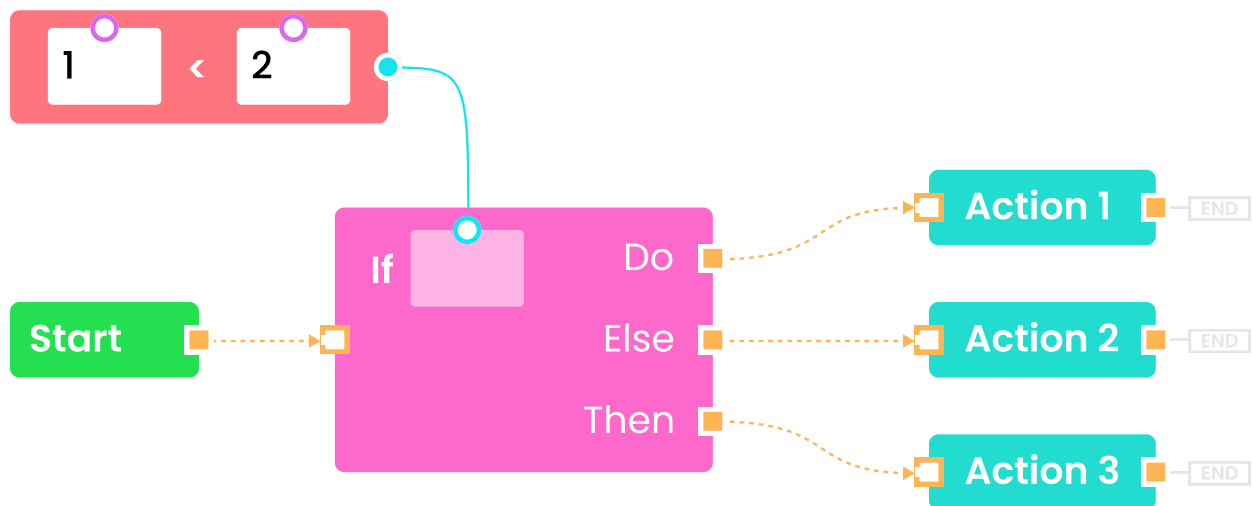 1 < 2
Action 1 END
If Do
Start Else Action 2 END
Then
Action 3 END